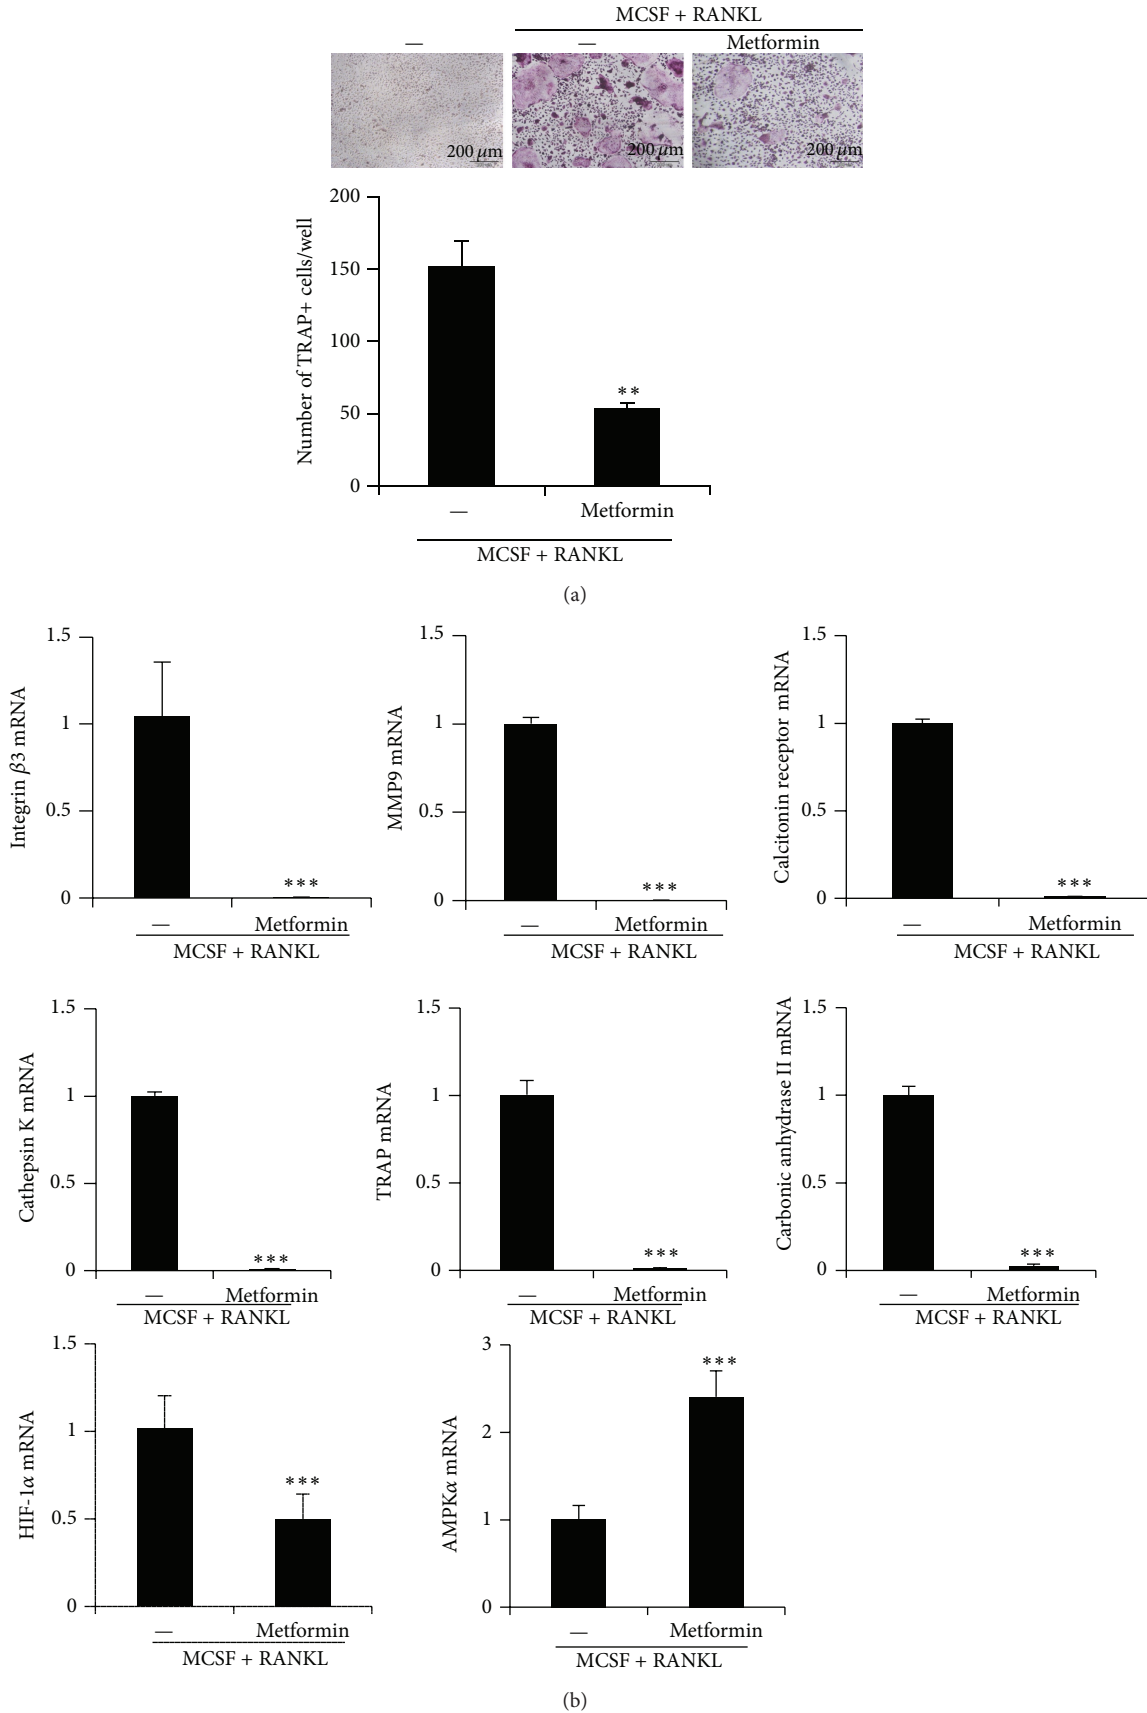 MCSF + RANKL
— — Metformin
200 μm 200 μm 200 μm
200
150
100
50
0
Number of TRAP+ cells/well
**
— Metformin
MCSF + RANKL
(a)
1.5
1
0.5
0
Integrin β3 mRNA
***
— Metformin
MCSF + RANKL
1.5
1
0.5
0
MMP9 mRNA
***
— Metformin
MCSF + RANKL
1.5
1
0.5
0
Calcitonin receptor mRNA
***
— Metformin
MCSF + RANKL
1.5
1
0.5
0
Cathepsin K mRNA
***
— Metformin
MCSF + RANKL
1.5
1
0.5
0
TRAP mRNA
***
— Metformin
MCSF + RANKL
1.5
1
0.5
0
Carbonic anhydrase II mRNA
***
— Metformin
MCSF + RANKL
1.5
1
0.5
0
HIF-1α mRNA
***
— Metformin
MCSF + RANKL
3
2
1
0
AMPKα mRNA
***
— Metformin
MCSF + RANKL
(b)